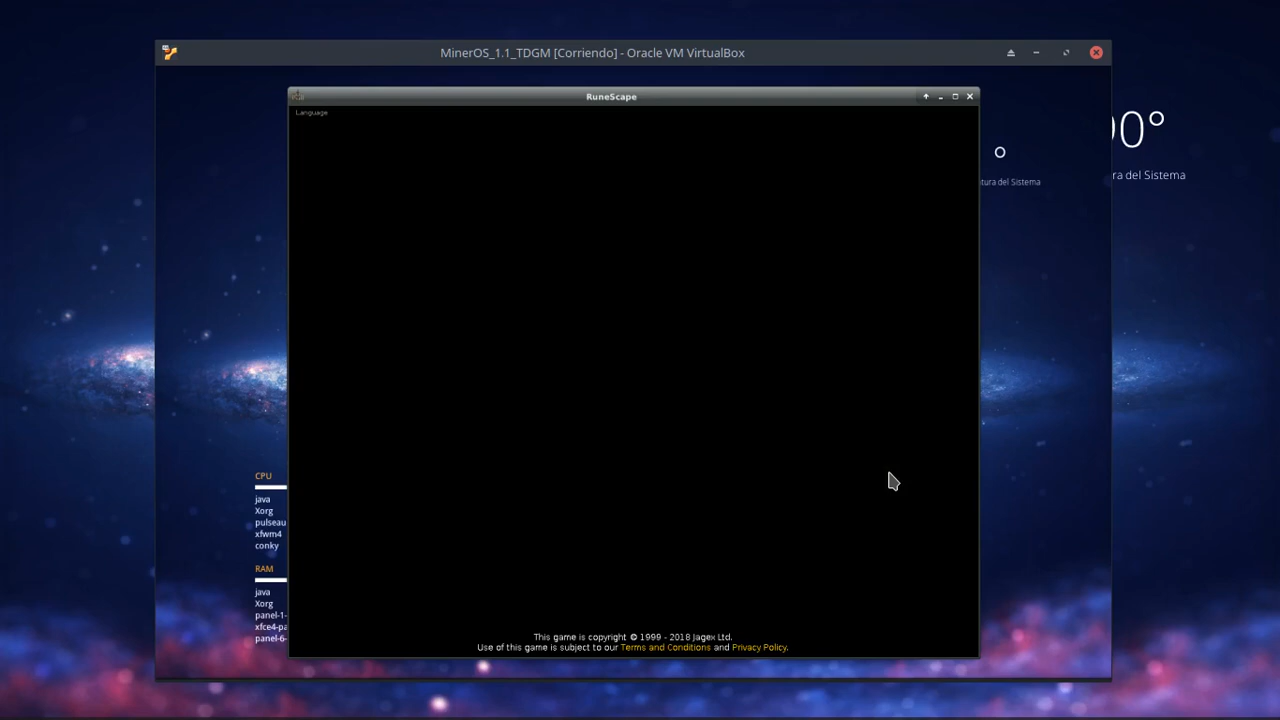 MinerOS_1.1_TDGM [Corriendo] - Oracle VM VirtualBox
RuneScape
Language
00°
ra del Sistema
tura del Sistema
CPU
java
Xorg
pulseau
xfwm4
conky
RAM
java
Xorg
panel-1-
xfce4-pa
panel-6-
This game is copyright © 1999 - 2018 Jagex Ltd.
Use of this game is subject to our Terms and Conditions and Privacy Policy.